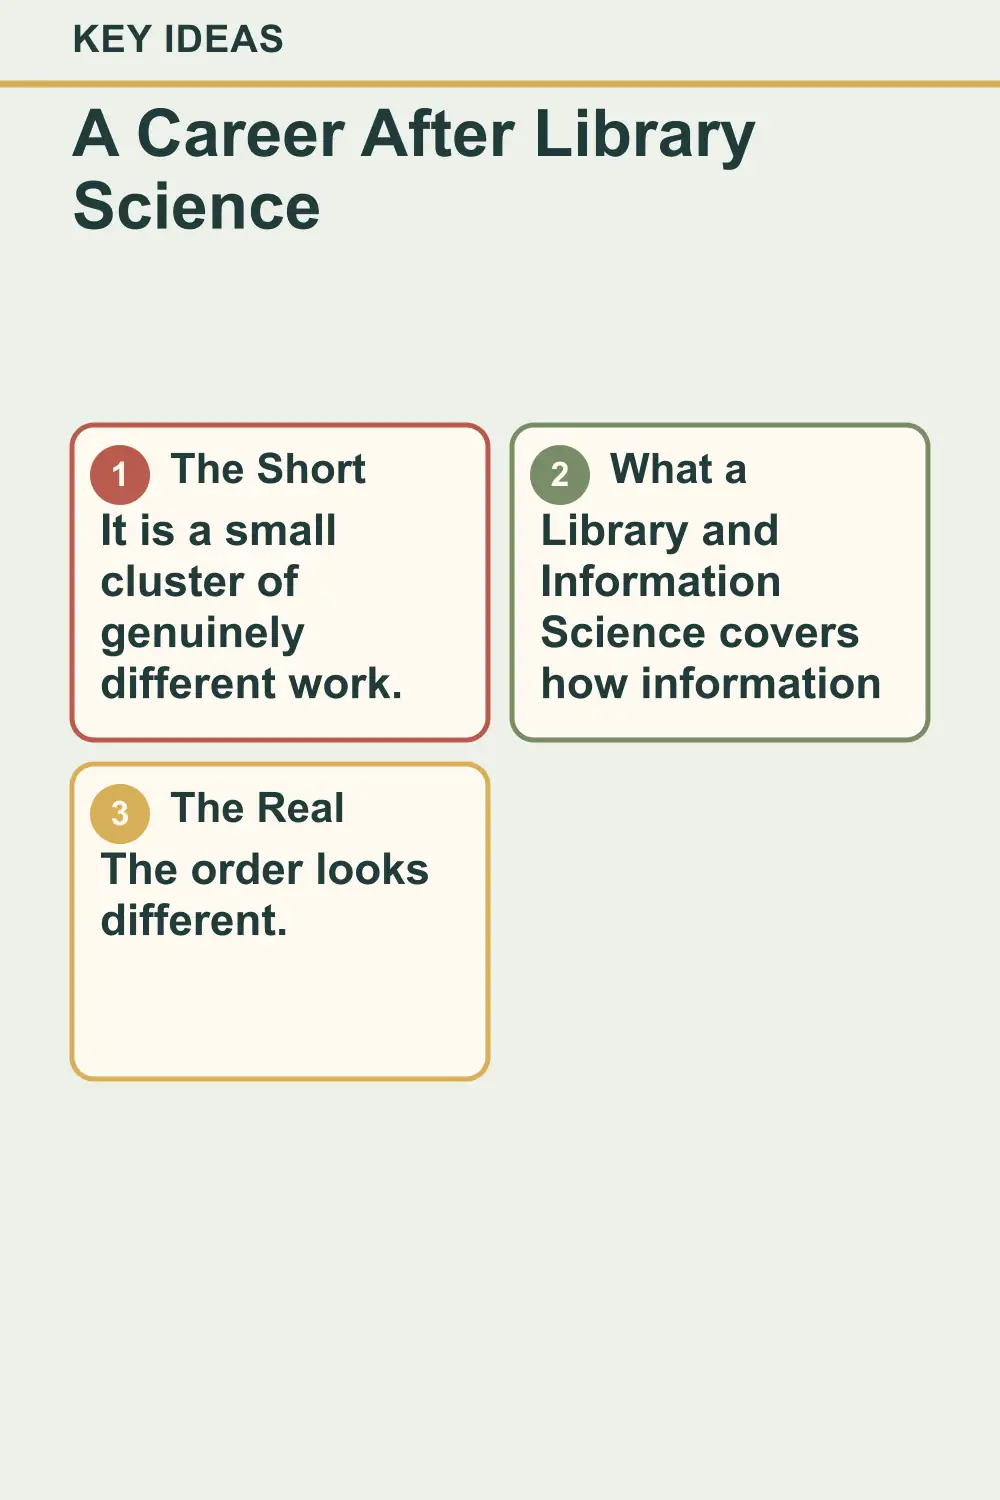 KEY IDEAS
A Career After Library
Science
1 The Short
It is a small
cluster of
genuinely
different work.
2 What a
Library and
Information
Science covers
how information
3 The Real
The order looks
different.